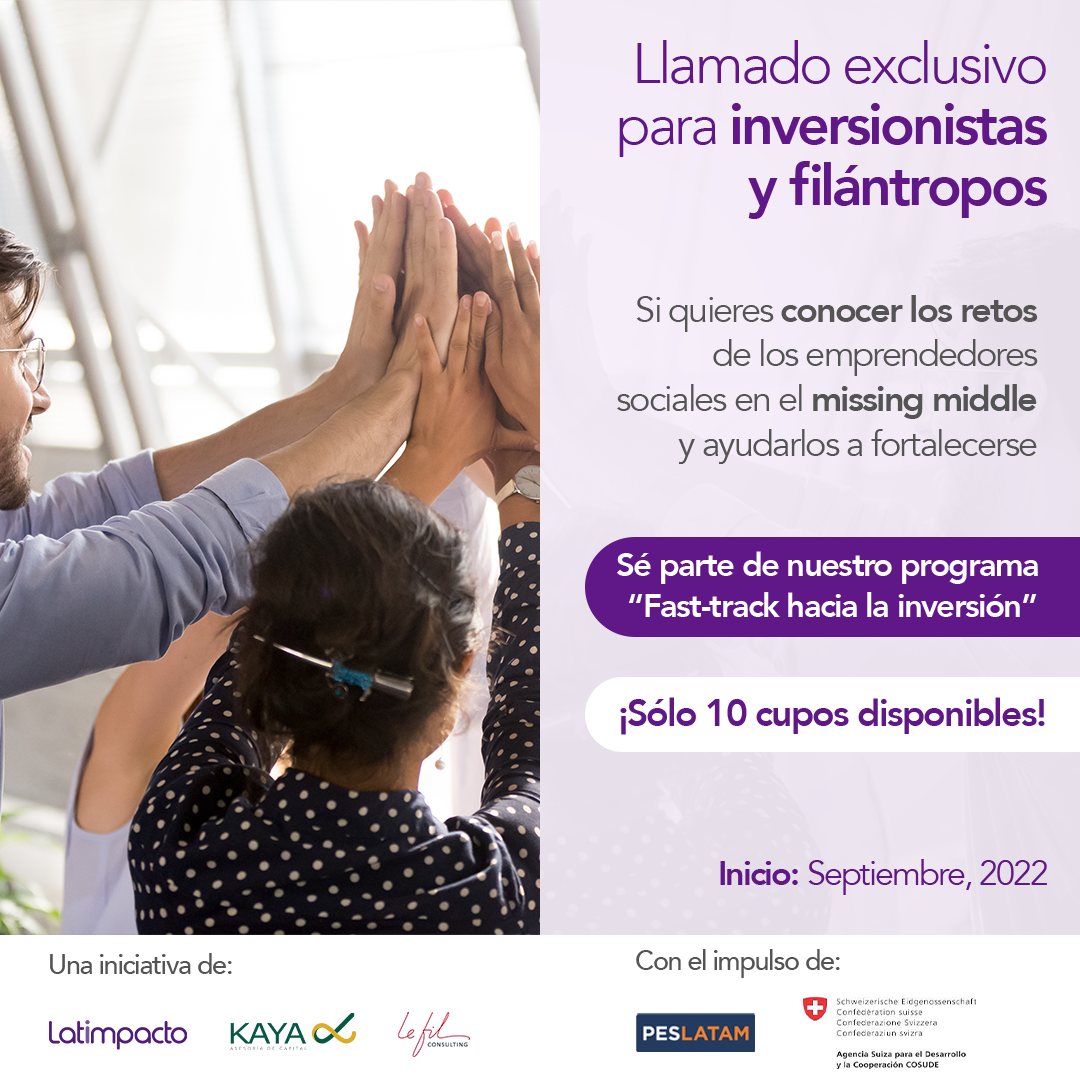 Llamado exclusivo
para inversionistas
y filántropos
Si quieres conocer los retos
de los emprendedores
sociales en el missing middle
y ayudarlos a fortalecerse
Sé parte de nuestro programa
“Fast-track hacia la inversión”
¡Sólo 10 cupos disponibles!
Inicio: Septiembre, 2022
Una iniciativa de:
Latimpacto
KAYA
ASESORÍA DE CAPITAL
le fil
CONSULTING
Con el impulso de:
PESLATAM
Schweizerische Eidgenossenschaft
Confédération suisse
Confederazione Svizzera
Confederaziun svizra
Agencia Suiza para el Desarrollo
y la Cooperación COSUDE